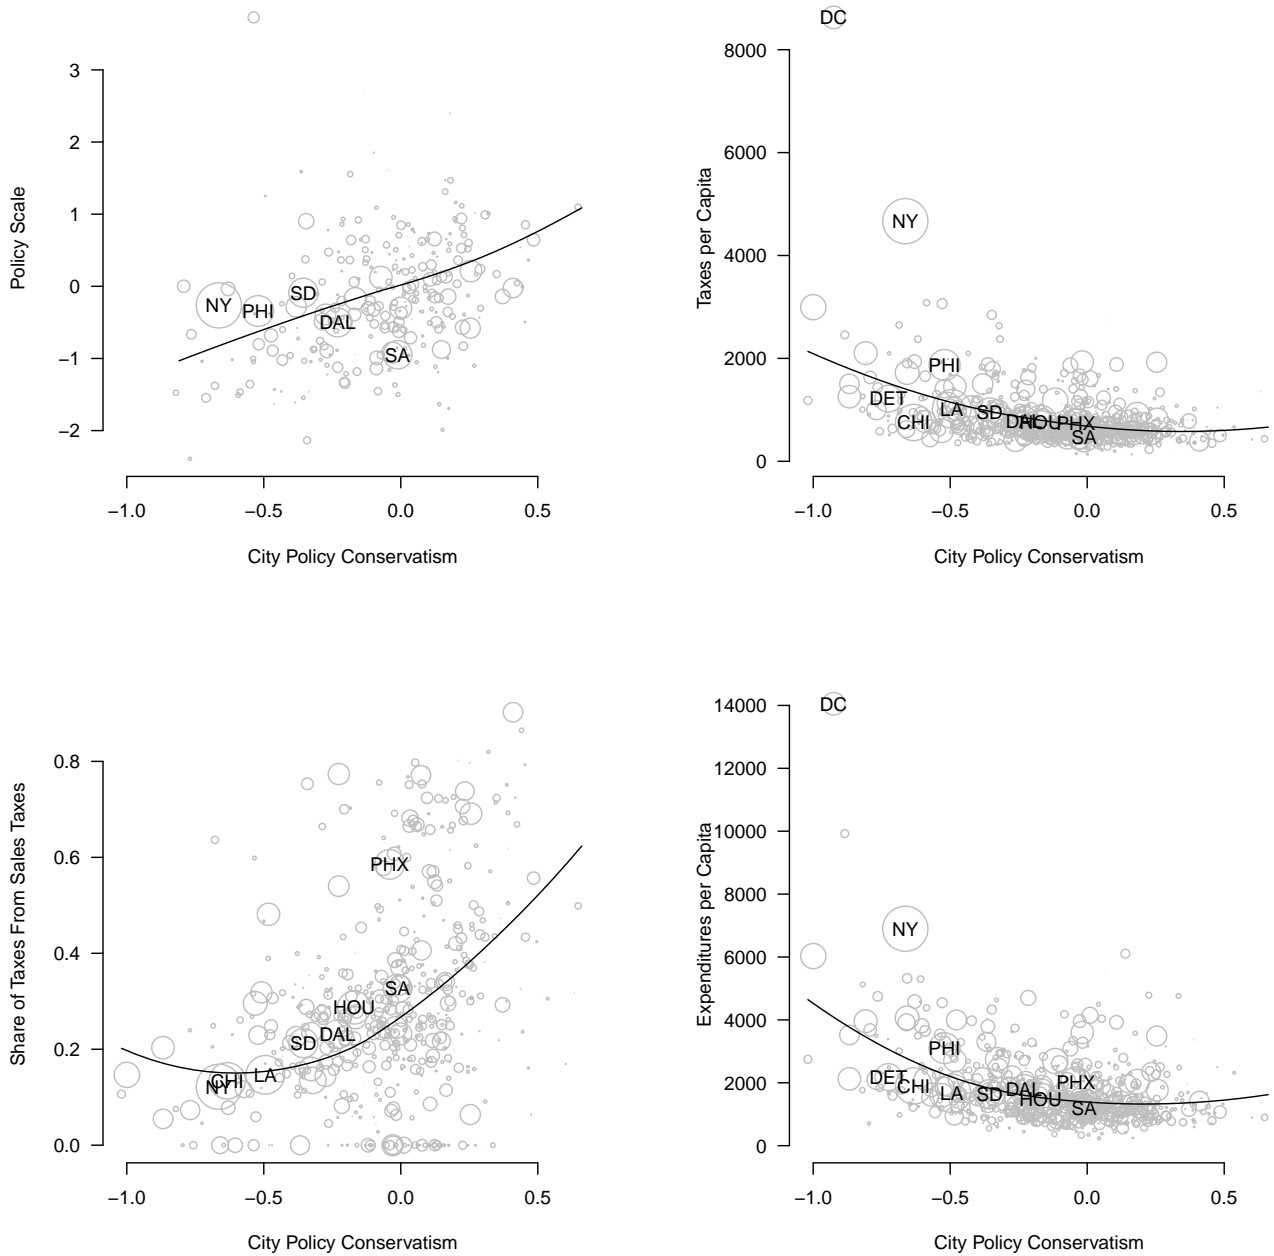 3
2
1
0
−1
−2
Policy Scale
NY
PHI
SD
DAL
SA
−1.0 −0.5 0.0 0.5
City Policy Conservatism
8000
6000
4000
2000
0
Taxes per Capita
DC
NY
PHI
DET
CHI
LA
SD
DAL
HOU
PHX
SA
−1.0 −0.5 0.0 0.5
City Policy Conservatism
0.8
0.6
0.4
0.2
0.0
Share of Taxes From Sales Taxes
PHX
SA
HOU
DAL
SD
LA
CHI
NY
−1.0 −0.5 0.0 0.5
City Policy Conservatism
14000
12000
10000
8000
6000
4000
2000
0
Expenditures per Capita
DC
NY
PHI
DET
CHI
LA
SD
DAL
HOU
PHX
SA
−1.0 −0.5 0.0 0.5
City Policy Conservatism